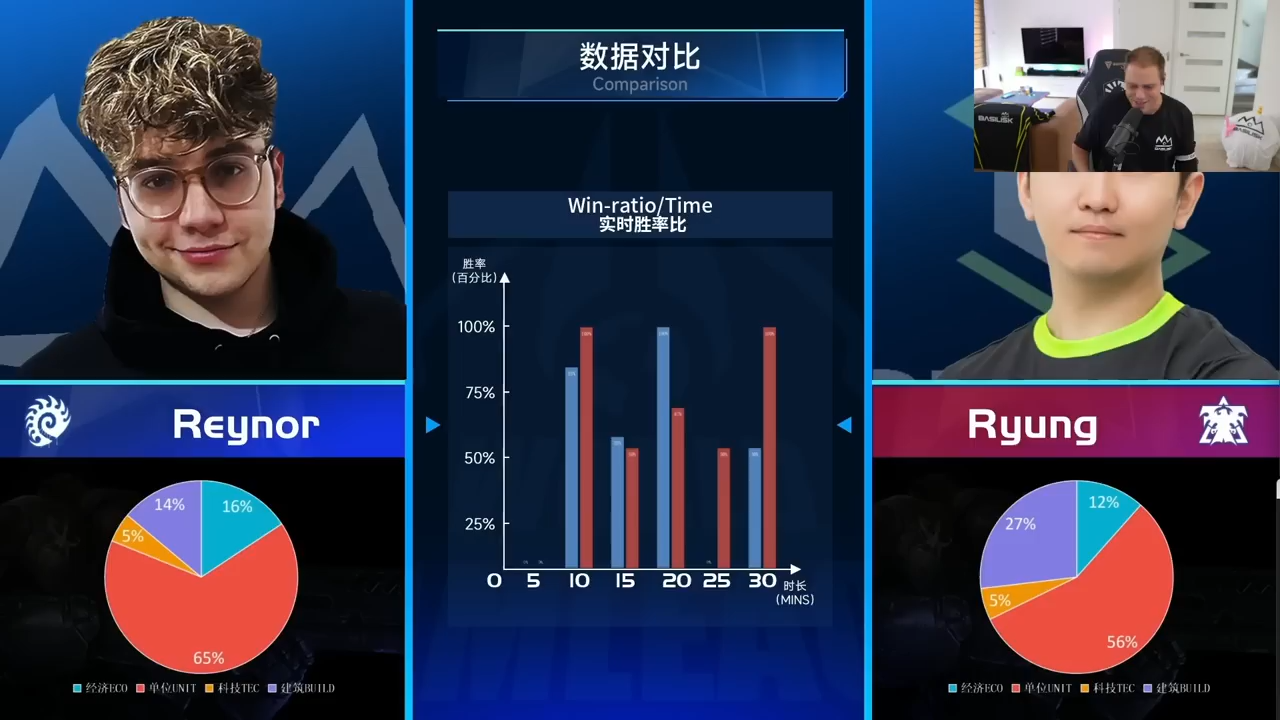 数据对比
Comparison
BASILISK
BASILISK
Win-ratio/Time
实时胜率比
胜率
(百分比)
100%
75%
50%
25%
0 5 10 15 20 25 30
时长
(MINS)
Reynor
Ryung
14% 16%
5%
65%
经济ECO 单位UNIT 科技TEC 建筑BUILD
27% 12%
5%
56%
经济ECO 单位UNIT 科技TEC 建筑BUILD